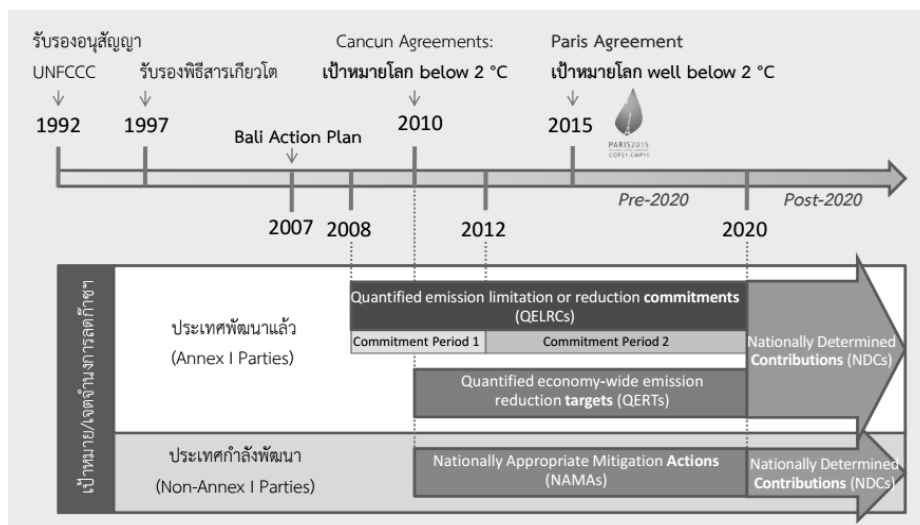 รับรองอนุสัญญา
UNFCCC
รับรองพิธีสารเกียวโต
Cancun Agreements:
เป้าหมายโลก below 2 °C
Paris Agreement
เป้าหมายโลก well below 2 °C
1992
1997
Bali Action Plan
2010
2015
PARIS2015
COP21·CMP11
Pre-2020
Post-2020
2007
2008
2012
2020
เป้าหมาย/เจตจำนงการลดก๊าซฯ
ประเทศพัฒนาแล้ว
(Annex I Parties)
Quantified emission limitation or reduction commitments
(QELRCs)
Commitment Period 1
Commitment Period 2
Quantified economy-wide emission
reduction targets (QERTs)
Nationally Determined
Contributions (NDCs)
ประเทศกำลังพัฒนา
(Non-Annex I Parties)
Nationally Appropriate Mitigation Actions
(NAMAs)
Nationally Determined
Contributions (NDCs)